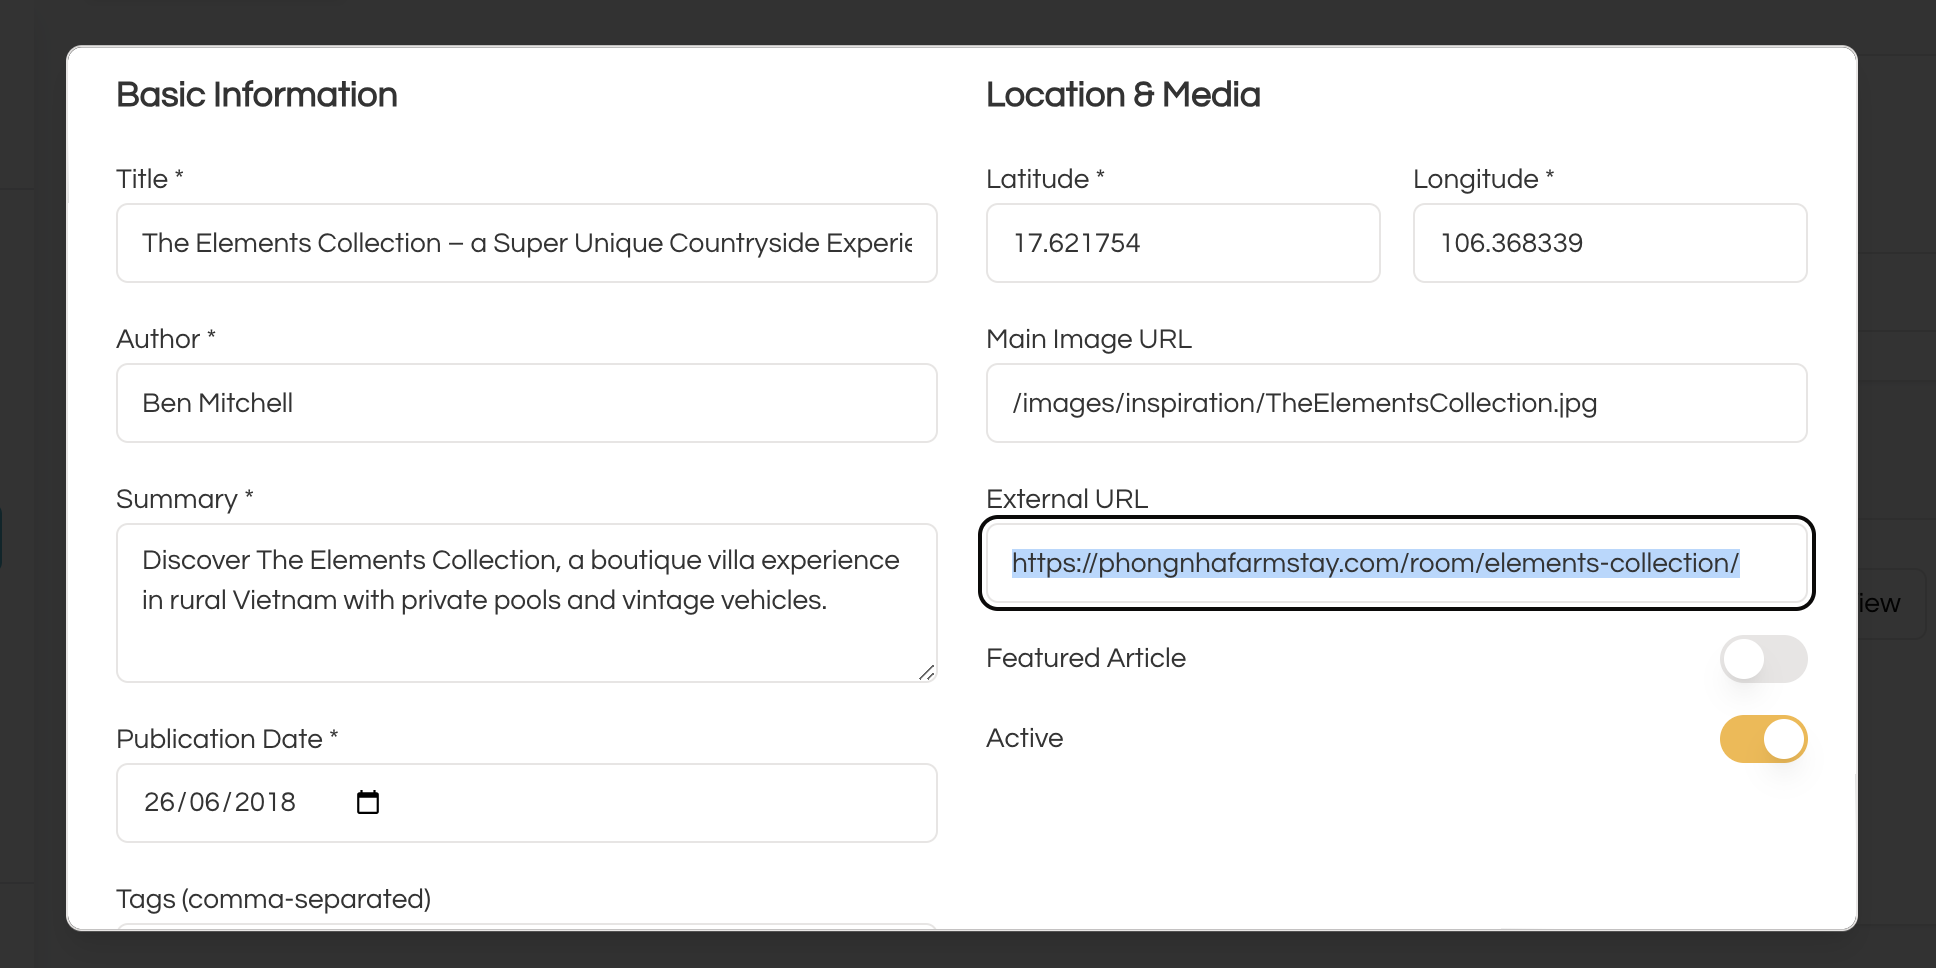 Basic Information
Title *
The Elements Collection – a Super Unique Countryside
Author *
Ben Mitchell
Summary *
Discover The Elements Collection, a boutique villa experience
in rural Vietnam with private pools and vintage vehicles.
Publication Date *
26/06/2018
Tags (comma-separated)
Location & Media
Latitude *
17.621754
Longitude *
106.368339
Main Image URL
/images/inspiration/TheElementsCollection.jpg
External URL
https://phongnhafarmstay.com/room/elements-collection/
Featured Article
Active